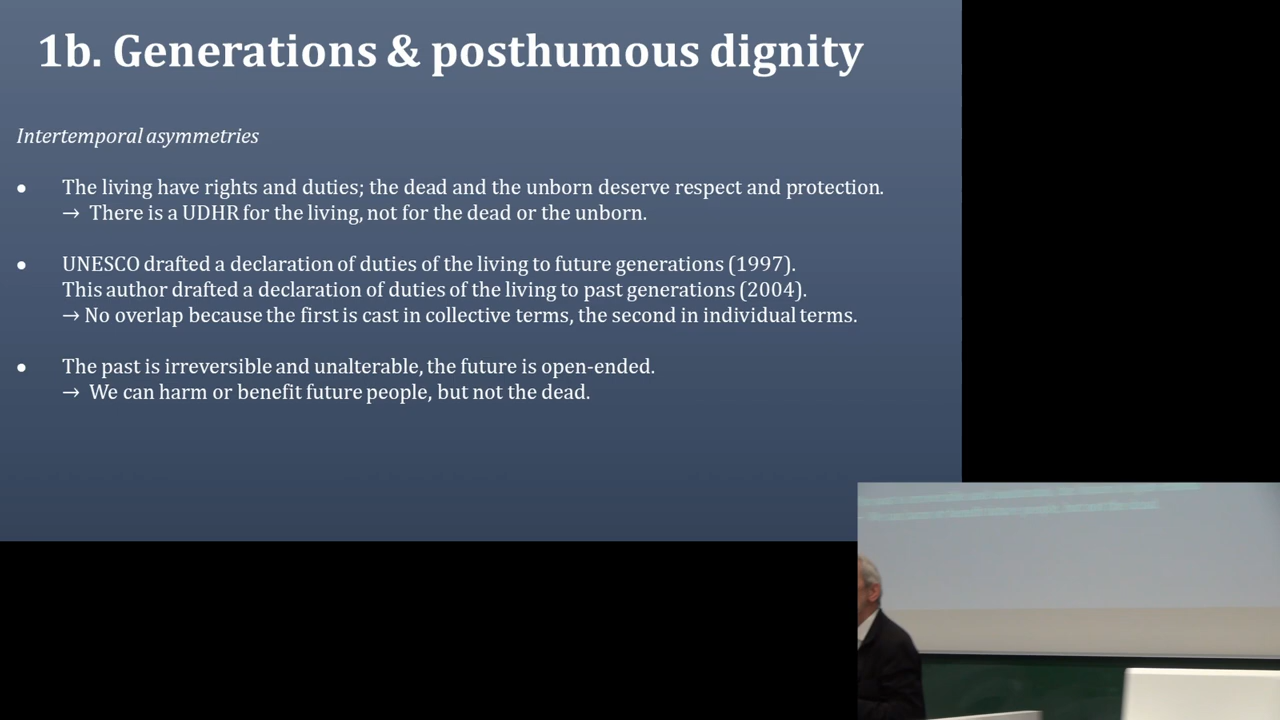 1b. Generations & posthumous dignity
Intertemporal asymmetries
• The living have rights and duties; the dead and the unborn deserve respect and protection.
→ There is a UDHR for the living, not for the dead or the unborn.
• UNESCO drafted a declaration of duties of the living to future generations (1997).
This author drafted a declaration of duties of the living to past generations (2004).
→ No overlap because the first is cast in collective terms, the second in individual terms.
• The past is irreversible and unalterable, the future is open-ended.
→ We can harm or benefit future people, but not the dead.